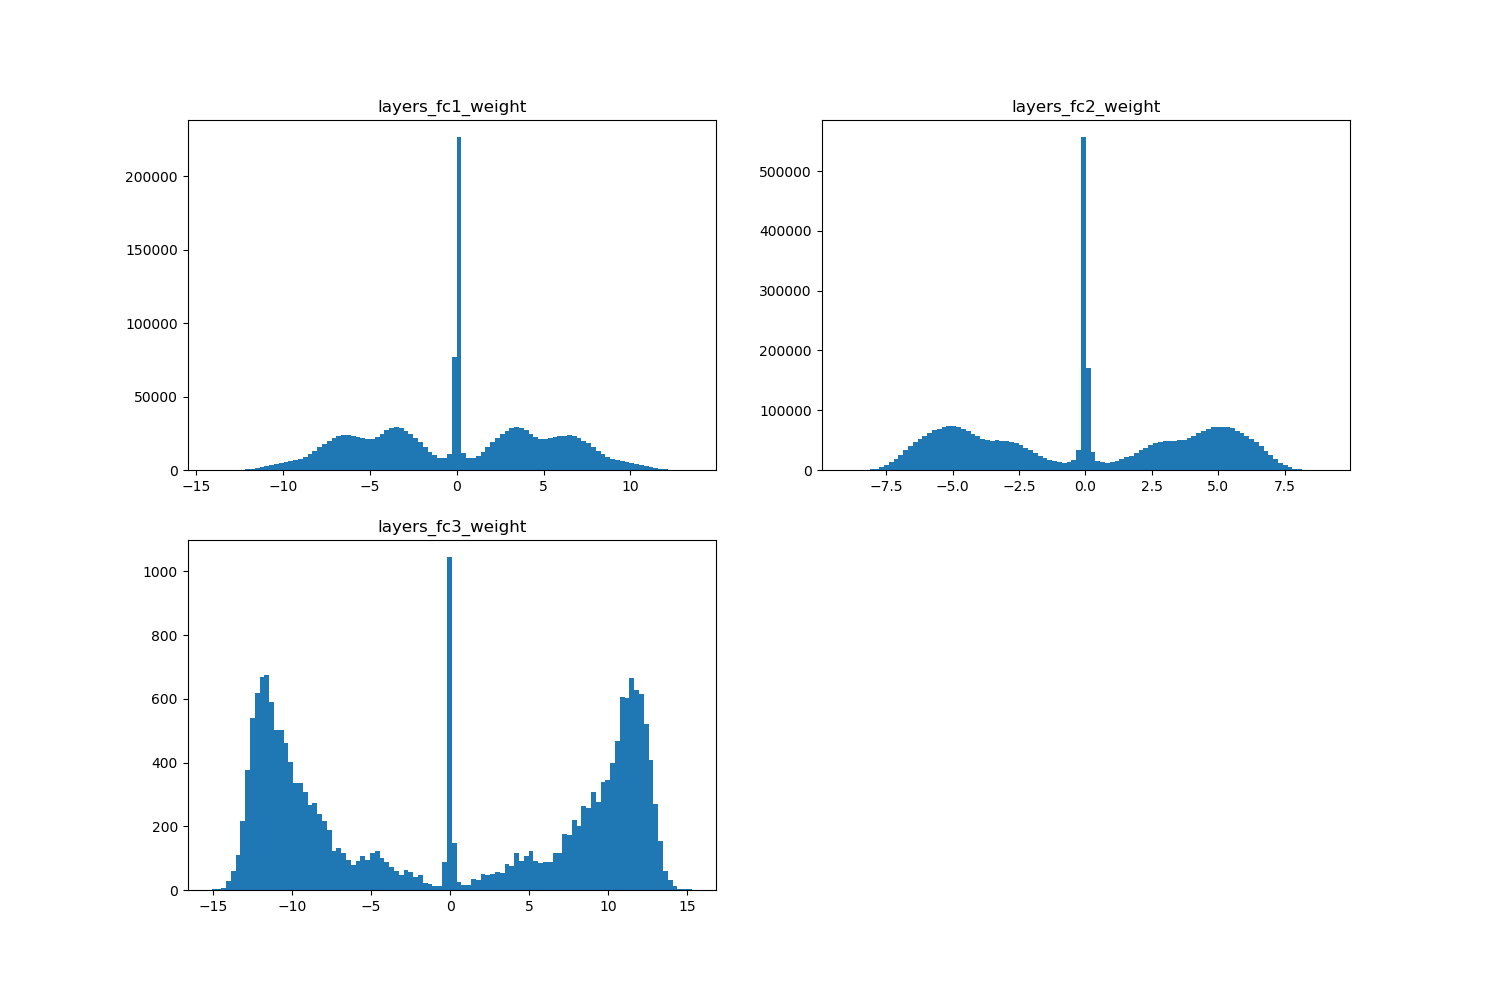 layers_fc1_weight
200000
150000
100000
50000
0
−15 −10 −5 0 5 10
layers_fc2_weight
500000
400000
300000
200000
100000
0
−7.5 −5.0 −2.5 0.0 2.5 5.0 7.5
layers_fc3_weight
1000
800
600
400
200
0
−15 −10 −5 0 5 10 15